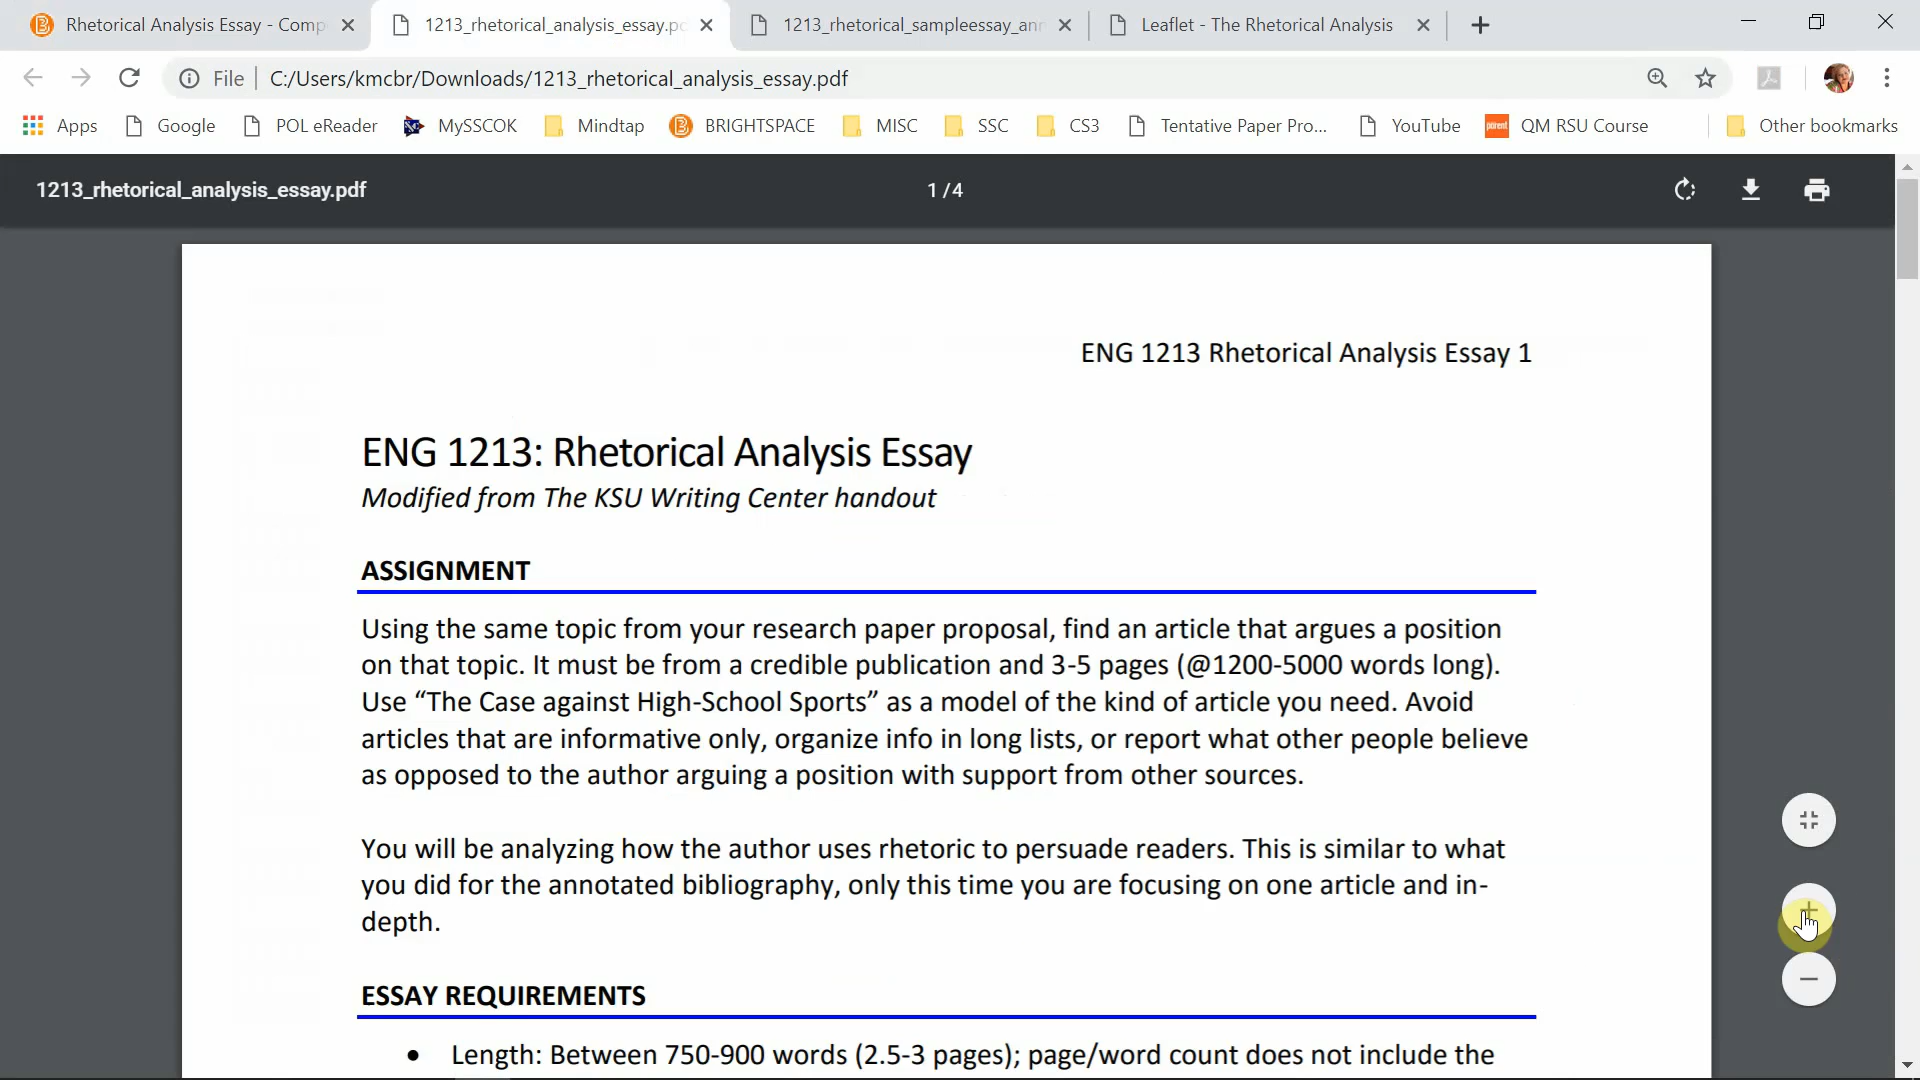 Rhetorical Analysis Essay - Comp
1213_rhetorical_analysis_essay.pd
1213_rhetorical_sampleessay_ann
Leaflet - The Rhetorical Analysis
File
C:/Users/kmcbr/Downloads/1213_rhetorical_analysis_essay.pdf
Apps
Google
POL eReader
MySSCOK
Mindtap
BRIGHTSPACE
MISC
SSC
CS3
Tentative Paper Pro...
YouTube
parent
QM RSU Course
Other bookmarks
1213_rhetorical_analysis_essay.pdf
1 / 4
ENG 1213 Rhetorical Analysis Essay 1
ENG 1213: Rhetorical Analysis Essay
Modified from The KSU Writing Center handout
ASSIGNMENT
Using the same topic from your research paper proposal, find an article that argues a position
on that topic. It must be from a credible publication and 3-5 pages (@1200-5000 words long).
Use “The Case against High-School Sports” as a model of the kind of article you need. Avoid
articles that are informative only, organize info in long lists, or report what other people believe
as opposed to the author arguing a position with support from other sources.
You will be analyzing how the author uses rhetoric to persuade readers. This is similar to what
you did for the annotated bibliography, only this time you are focusing on one article and in-
depth.
ESSAY REQUIREMENTS
• Length: Between 750-900 words (2.5-3 pages); page/word count does not include the